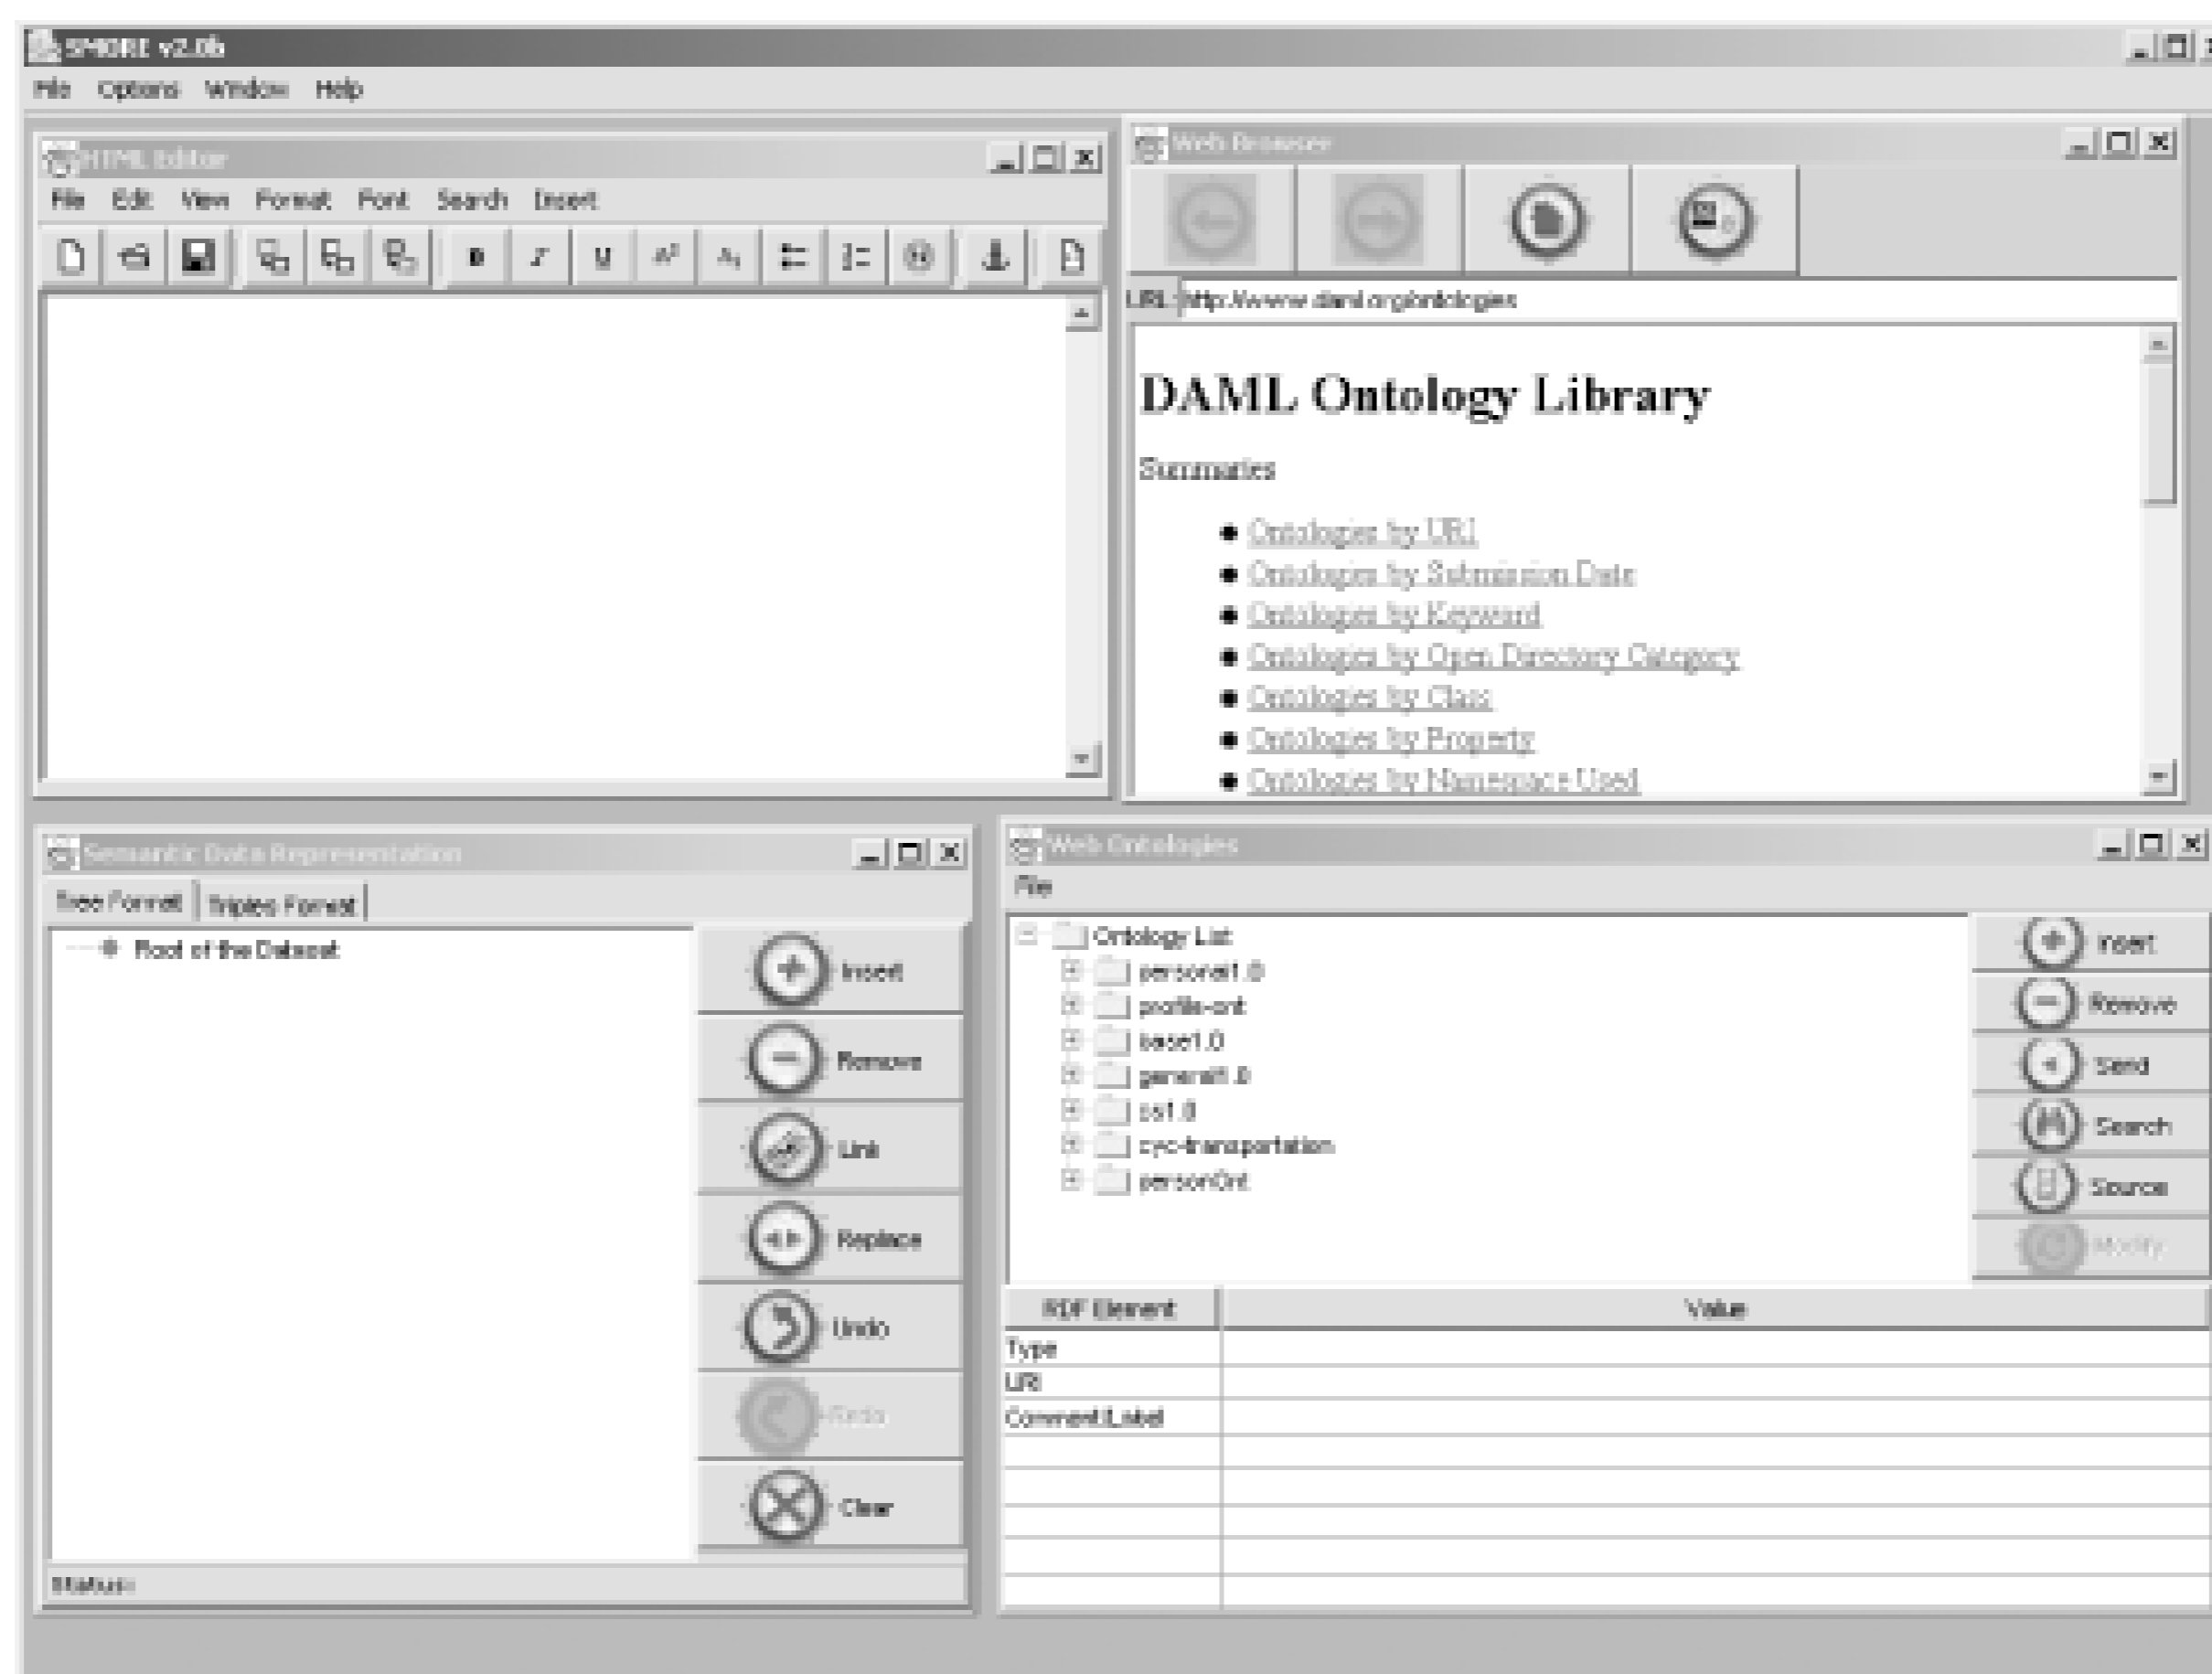 SMORE v2.0b
File Options Window Help
HTML Editor
File Edit View Format Font Search Insert
B I U
Web Browser
URL: http://www.daml.org/ontologies
DAML Ontology Library
Summaries
Ontologies by URI
Ontologies by Submission Date
Ontologies by Keyword
Ontologies by Open Directory Category
Ontologies by Class
Ontologies by Property
Ontologies by Namespace Used
Semantic Data Representation
Tree Format Triples Format
Root of the Dataset
Insert
Remove
Link
Replace
Undo
Redo
Clear
Status:
Web Ontologies
File
Ontology List
personal1.0
profile-ont
base1.0
general1.0
cs1.0
cyc-transportation
personOnt
Insert
Remove
Send
Search
Source
Modify
RDF Element Value
Type
URI
Comment/Label